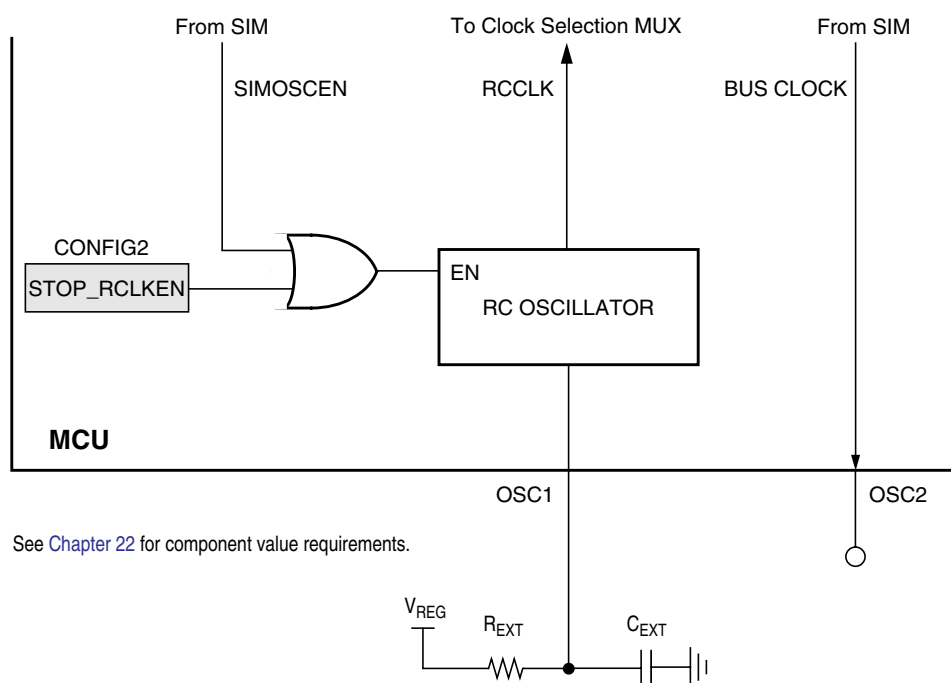 From SIM
To Clock Selection MUX
From SIM
SIMOSCEN
RCCLK
BUS CLOCK
CONFIG2
STOP_RCLKEN
EN
RC OSCILLATOR
MCU
OSC1
OSC2
See Chapter 22 for component value requirements.
VREG
REXT
CEXT